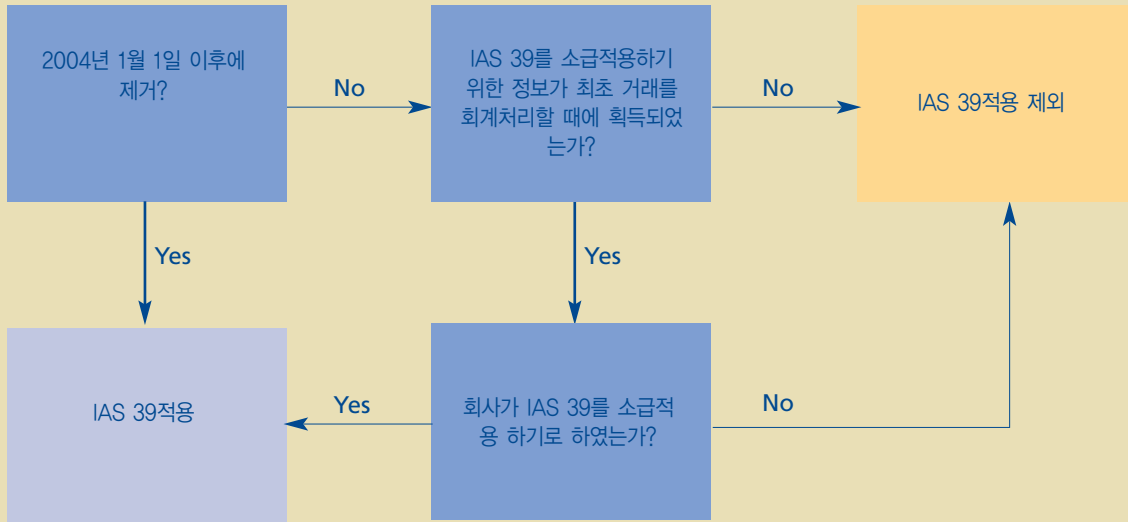 2004년 1월 1일 이후에
제거?
No
IAS 39를 소급적용하기
위한 정보가 최초 거래를
회계처리할 때에 획득되었
는가?
No
IAS 39적용 제외
Yes
Yes
IAS 39적용
Yes
회사가 IAS 39를 소급적
용 하기로 하였는가?
No